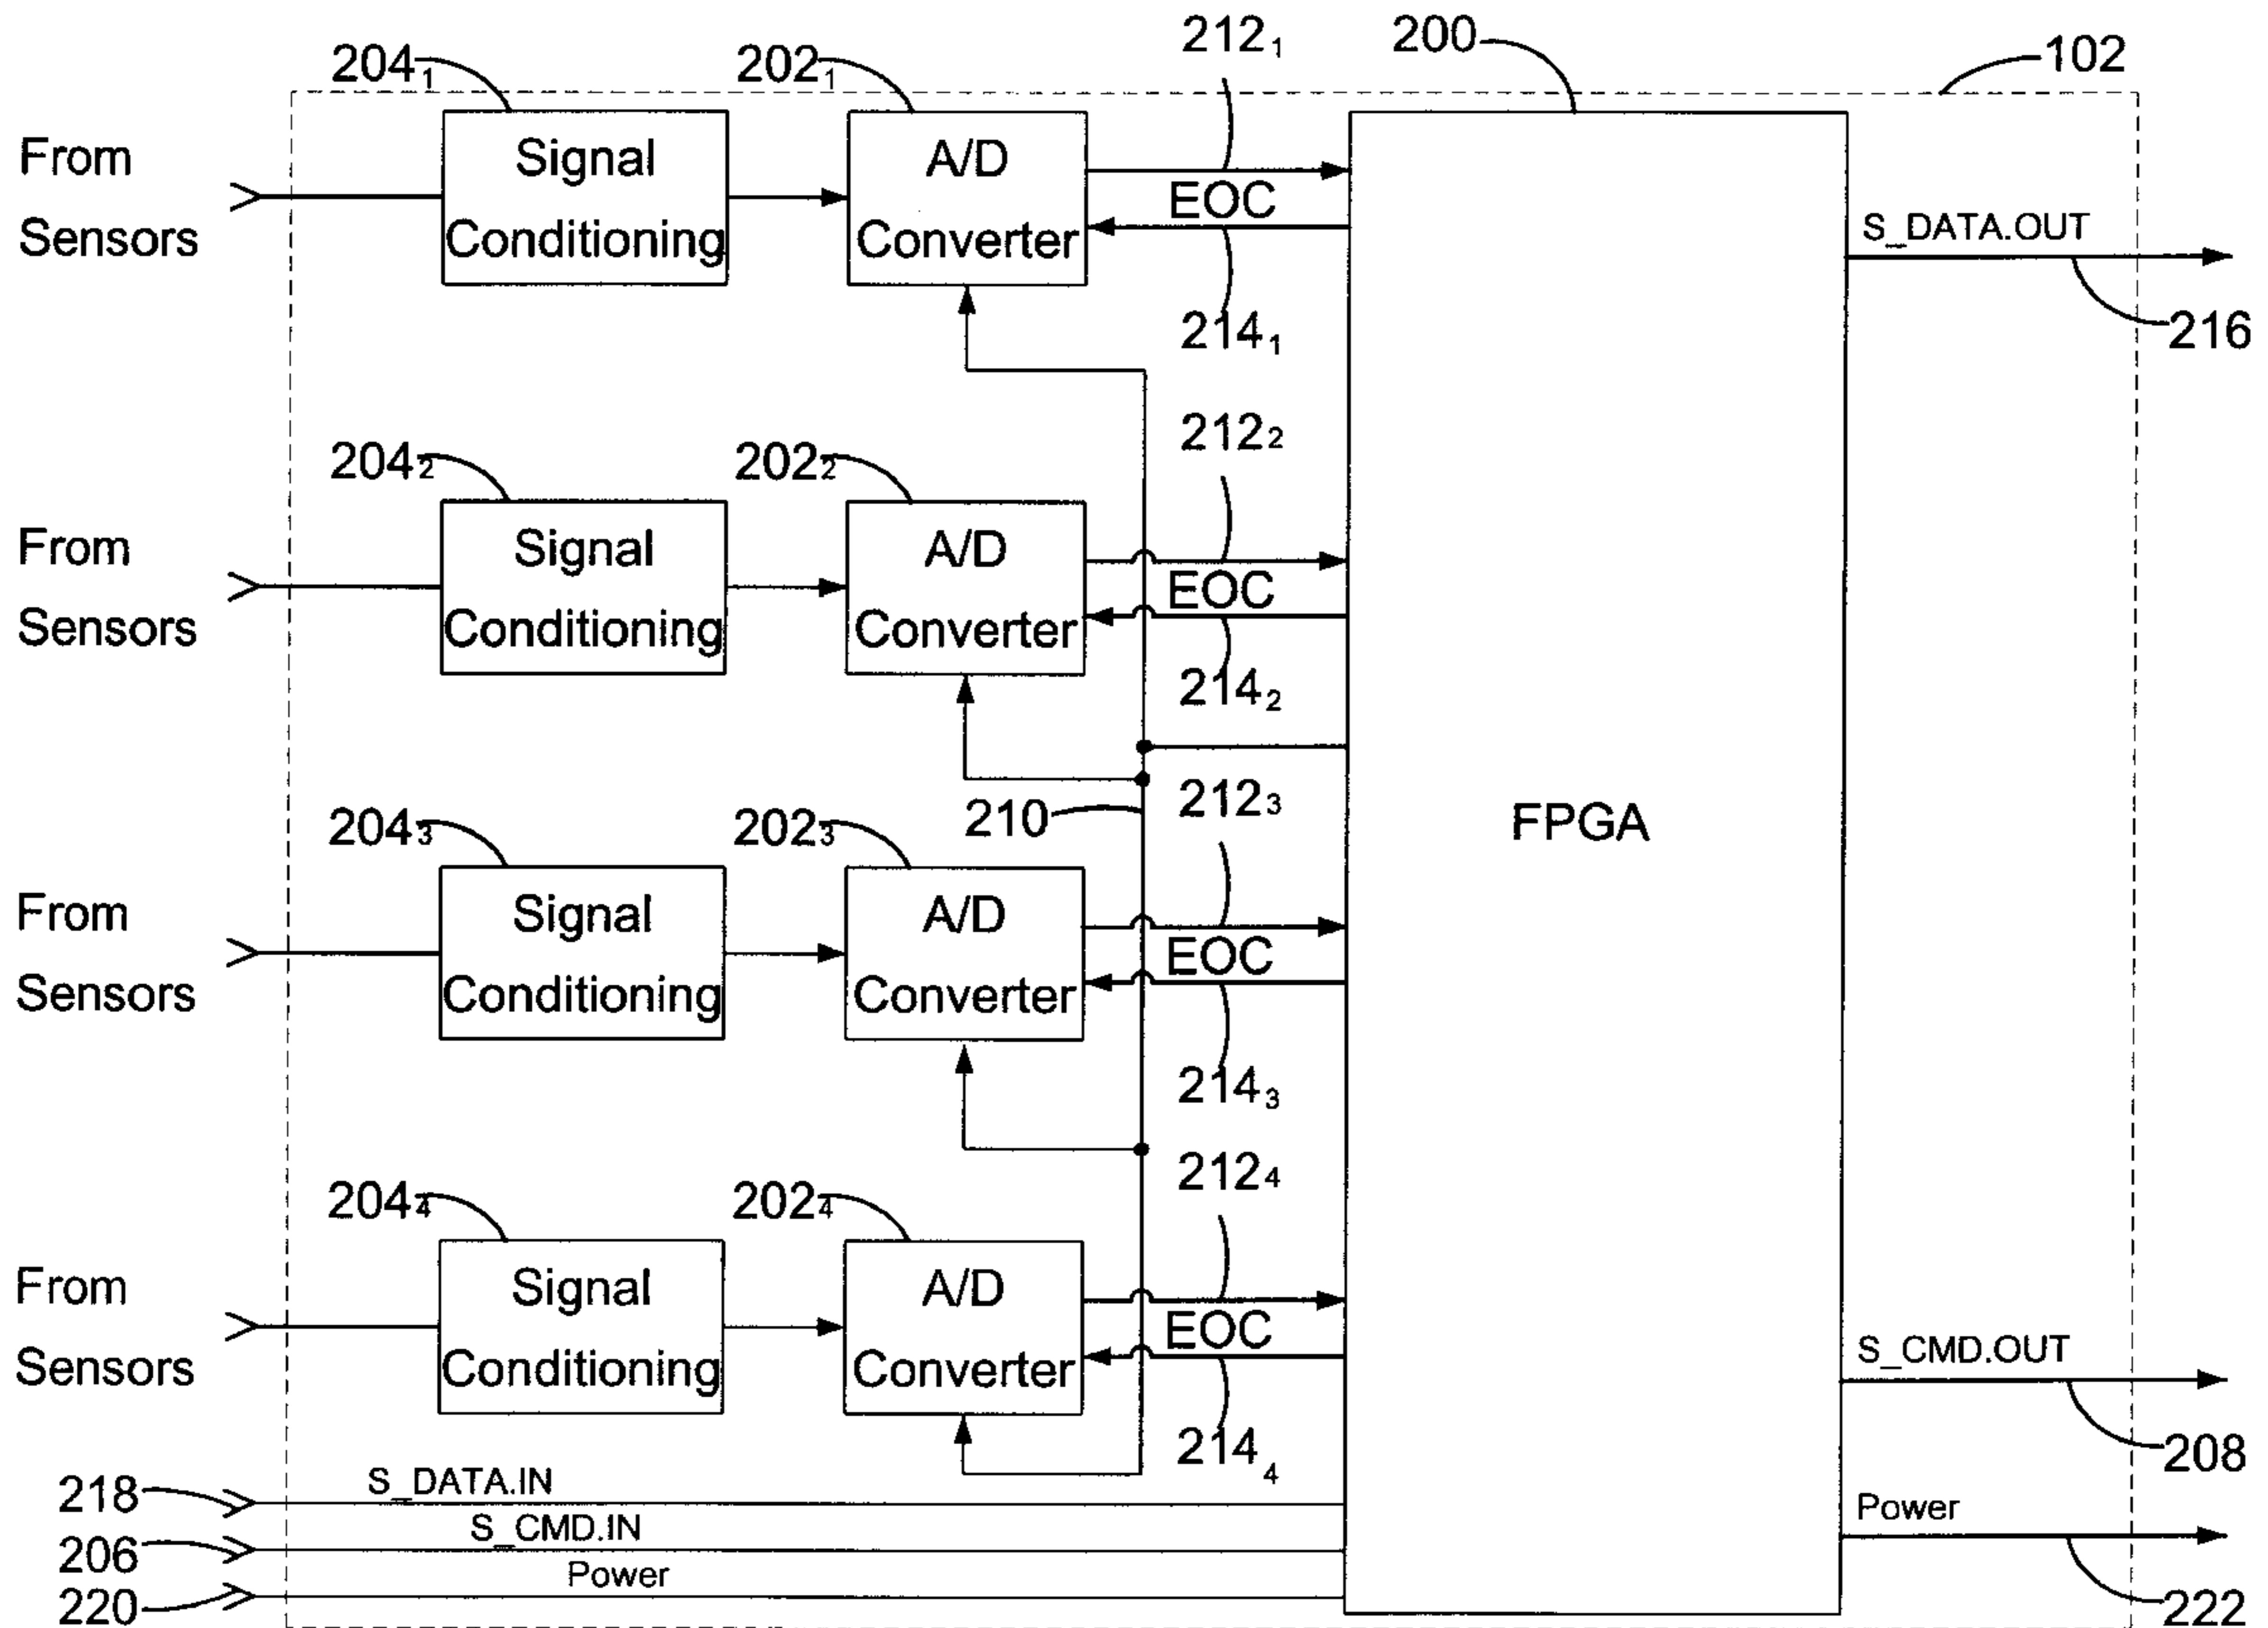 204₁ 202₁ 212₁ 200 102
From Sensors
Signal Conditioning
A/D Converter
EOC
214₁
S_DATA.OUT
216
204₂ 202₂ 212₂
From Sensors
Signal Conditioning
A/D Converter
EOC
214₂
204₃ 202₃ 210 212₃
FPGA
From Sensors
Signal Conditioning
A/D Converter
EOC
214₃
204₄ 202₄ 212₄
From Sensors
Signal Conditioning
A/D Converter
EOC
214₄
S_CMD.OUT
208
218 S_DATA.IN
206 S_CMD.IN
220 Power
Power
222